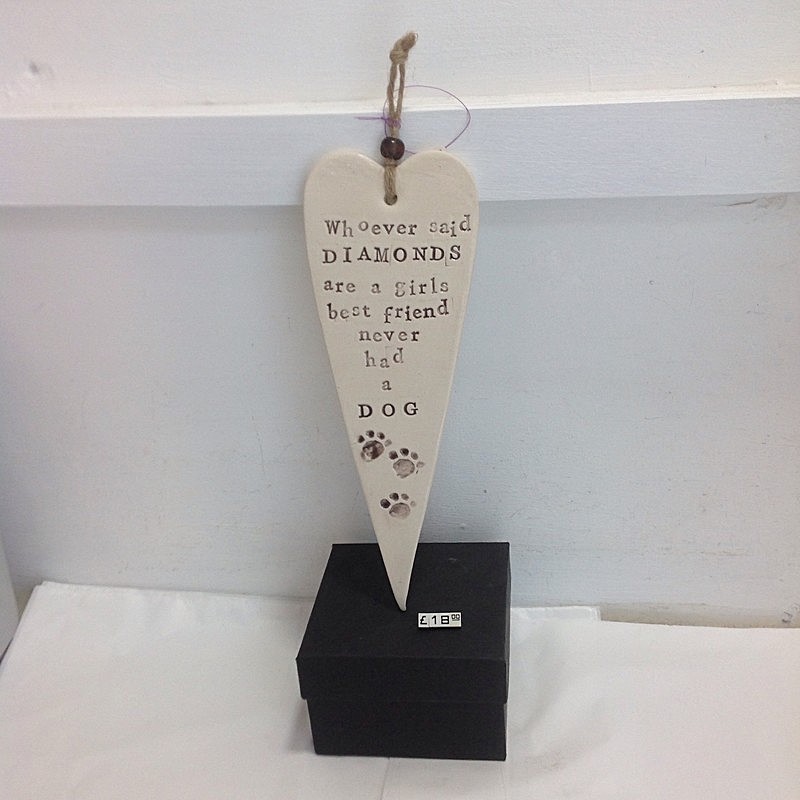 Whoever said
DIAMONDS
are a girls
best friend
never
had
a
DOG
£18.00